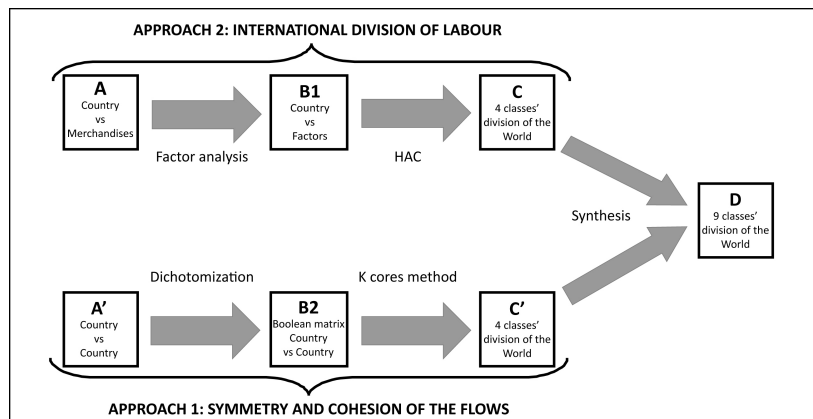 APPROACH 2: INTERNATIONAL DIVISION OF LABOUR
A
Country
vs
Merchandises
Factor analysis
B1
Country
vs
Factors
HAC
C
4 classes'
division of the
World
Synthesis
D
9 classes'
division of the
World
A'
Country
vs
Country
Dichotomization
B2
Boolean matrix
Country
vs Country
K cores method
C'
4 classes'
division of the
World
APPROACH 1: SYMMETRY AND COHESION OF THE FLOWS